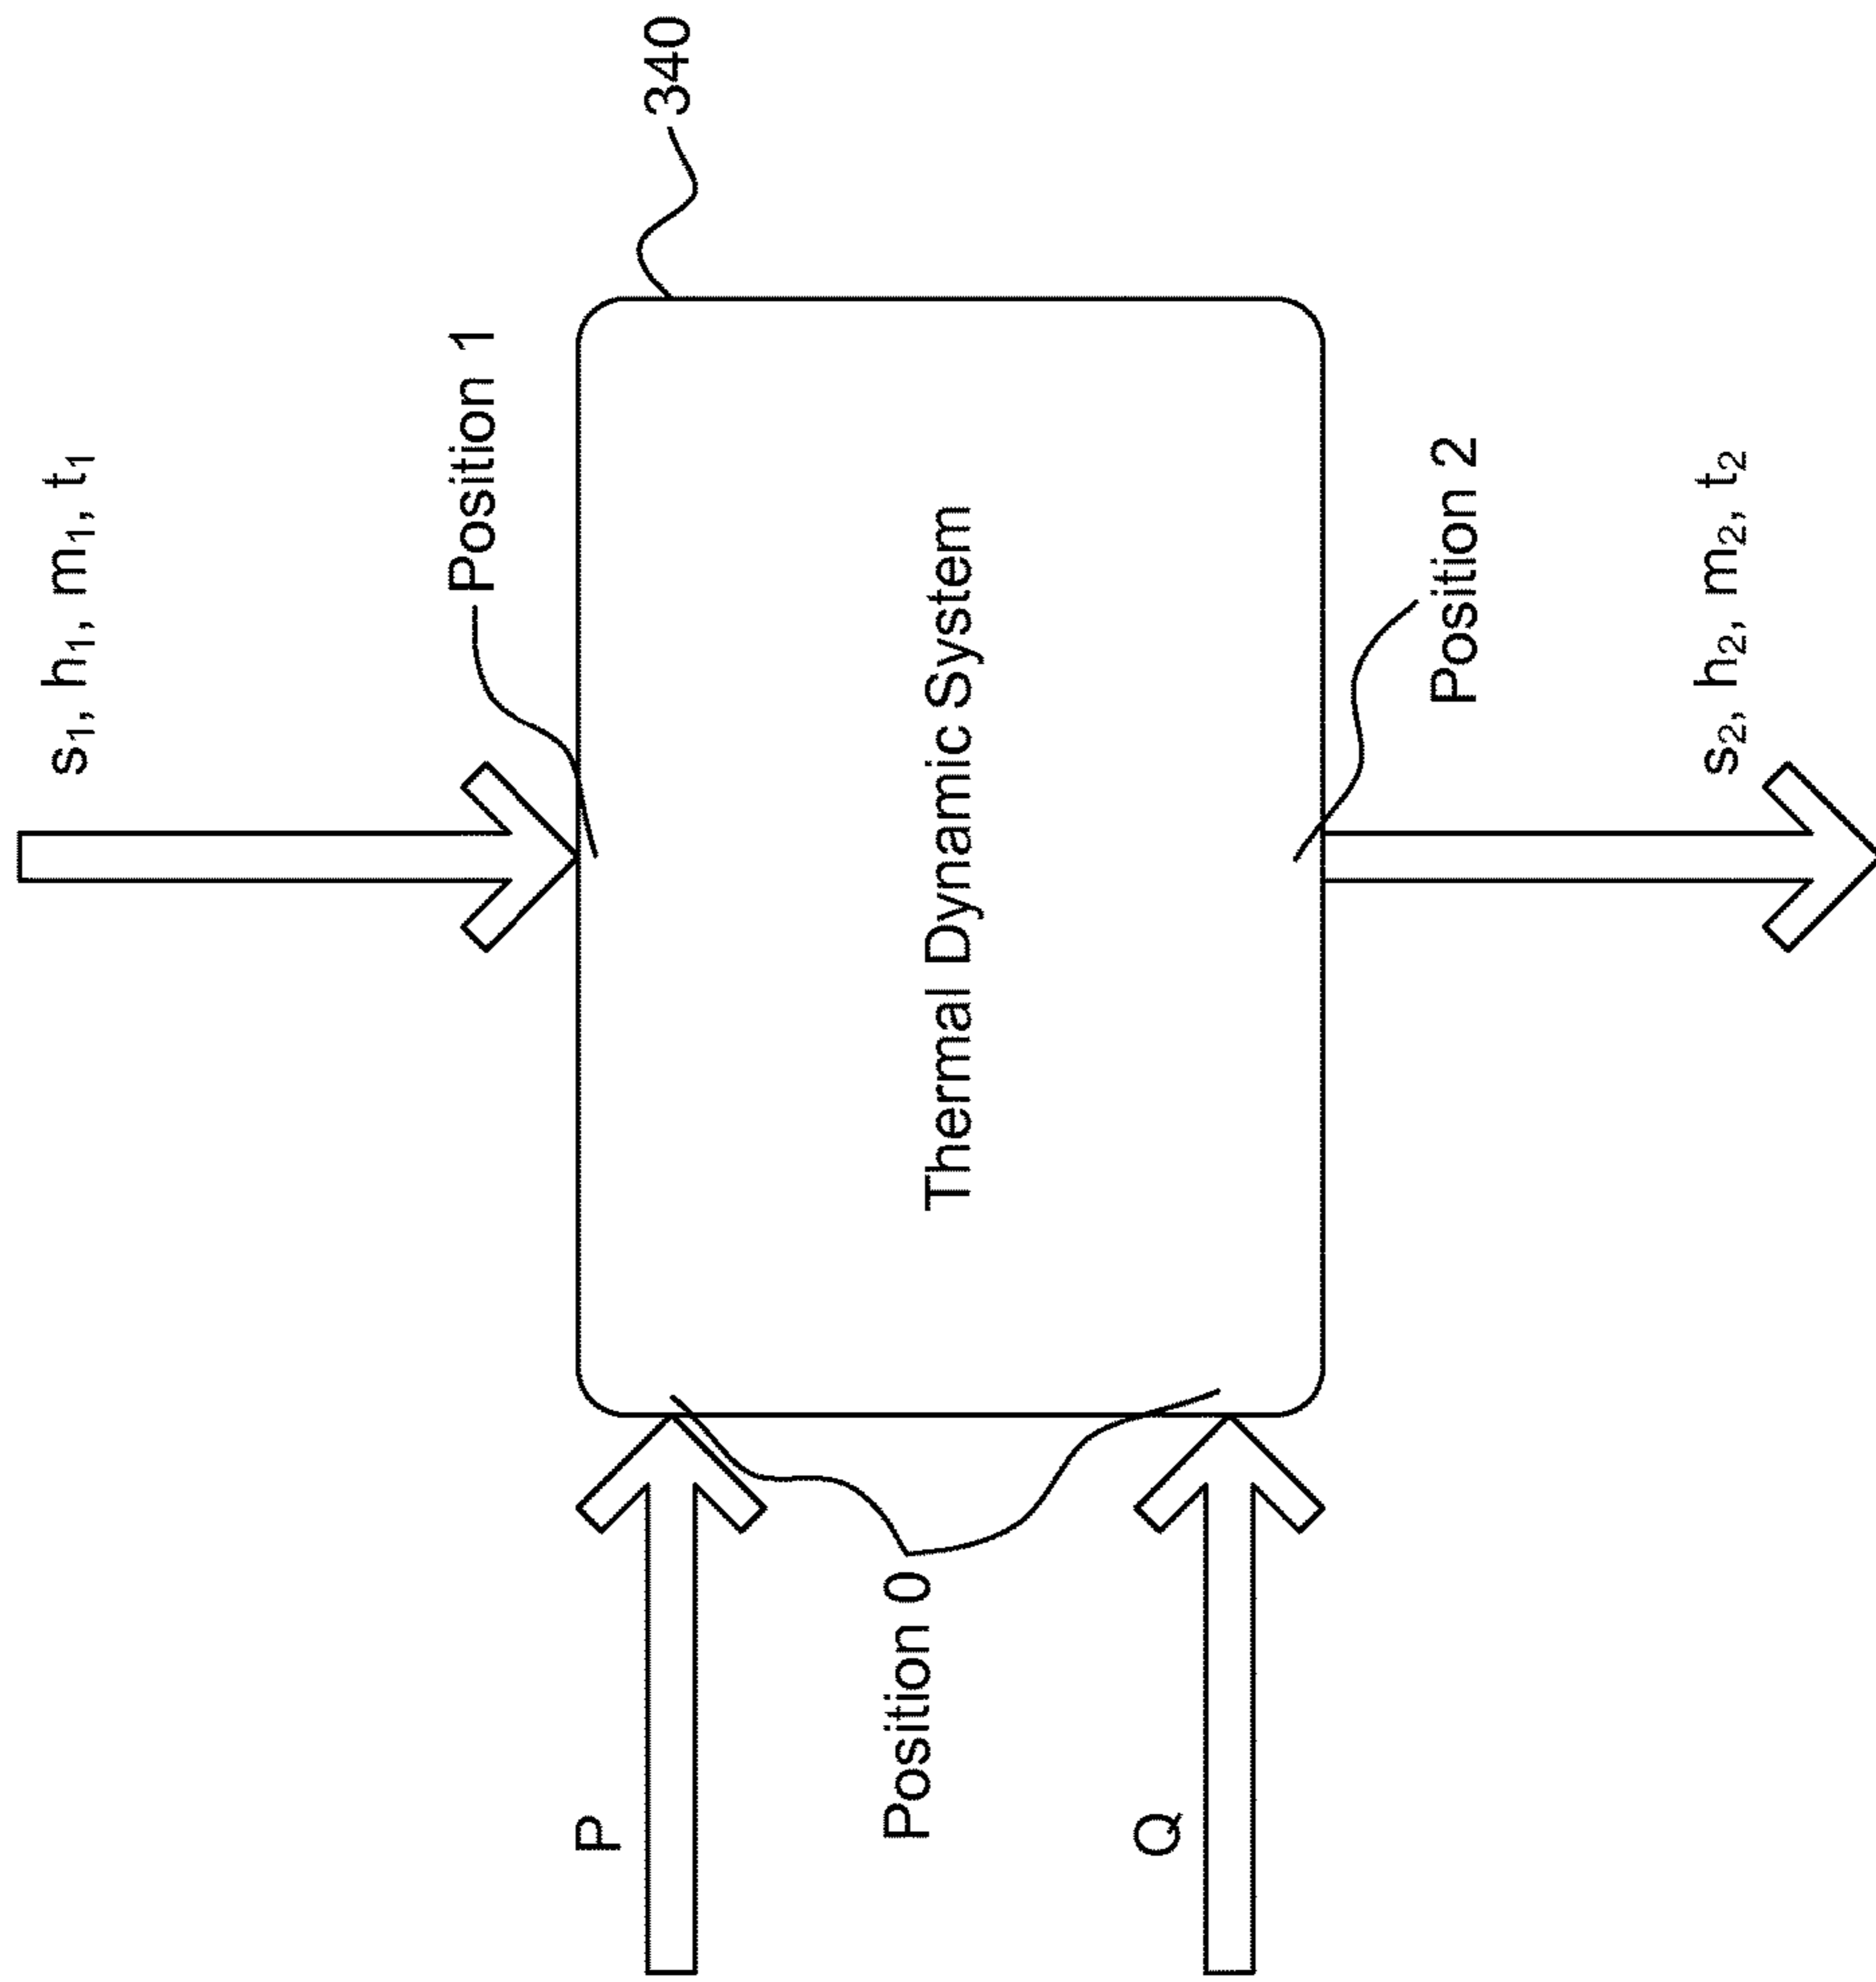 P
Q
Position 0
Thermal Dynamic System
s₁, h₁, m₁, t₁
Position 1
s₂, h₂, m₂, t₂
Position 2
340